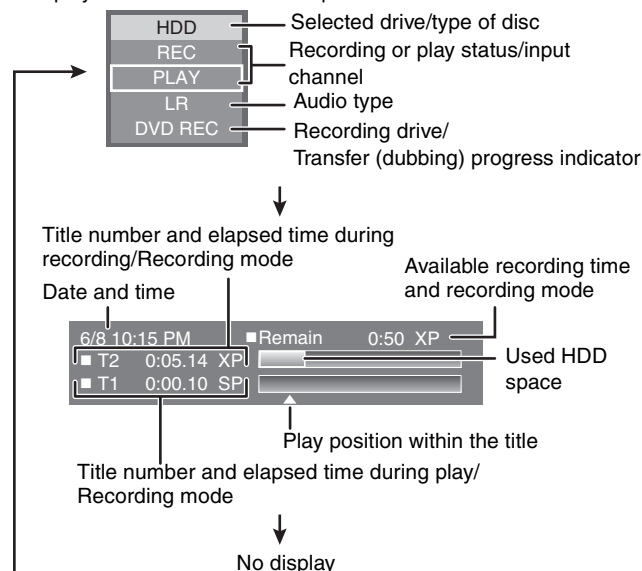 HDD
Selected drive/type of disc
REC
Recording or play status/input
channel
PLAY
LR
Audio type
DVD REC
Recording drive/
Transfer (dubbing) progress indicator
Title number and elapsed time during
recording/Recording mode
Available recording time
and recording mode
Date and time
6/8 10:15 PM
Remain 0:50 XP
T2 0:05.14 XP
Used HDD
space
T1 0:00.10 SP
Play position within the title
Title number and elapsed time during play/
Recording mode
No display